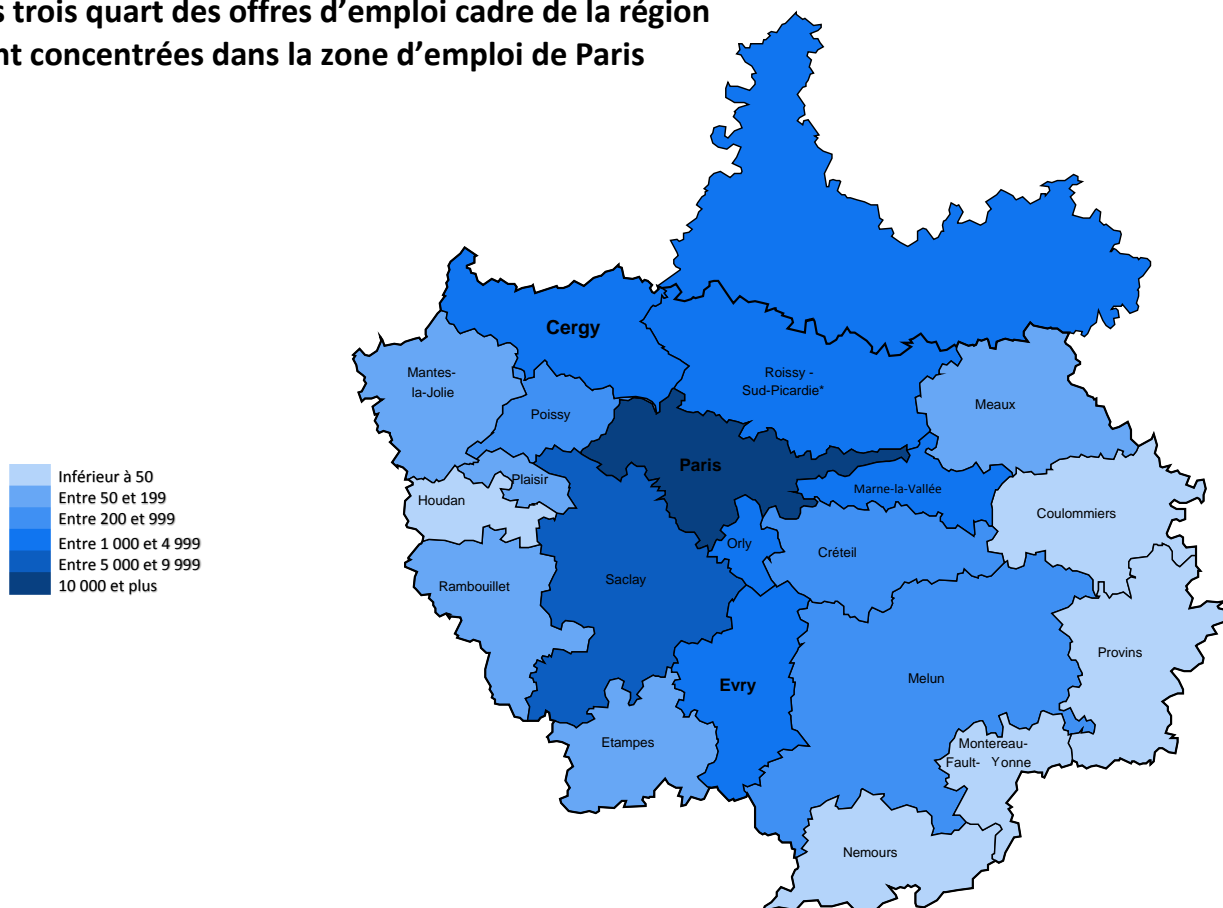 s trois quart des offres d’emploi cadre de la région
nt concentrées dans la zone d’emploi de Paris
Cergy
Mantes-
la-Jolie
Roissy -
Sud-Picardie*
Poissy
Meaux
Paris
Plaisir
Marne-la-Vallée
Houdan
Coulommiers
Orly
Créteil
Saclay
Rambouillet
Provins
Melun
Evry
Etampes
Montereau-
Fault- Yonne
Nemours
Inférieur à 50
Entre 50 et 199
Entre 200 et 999
Entre 1 000 et 4 999
Entre 5 000 et 9 999
10 000 et plus